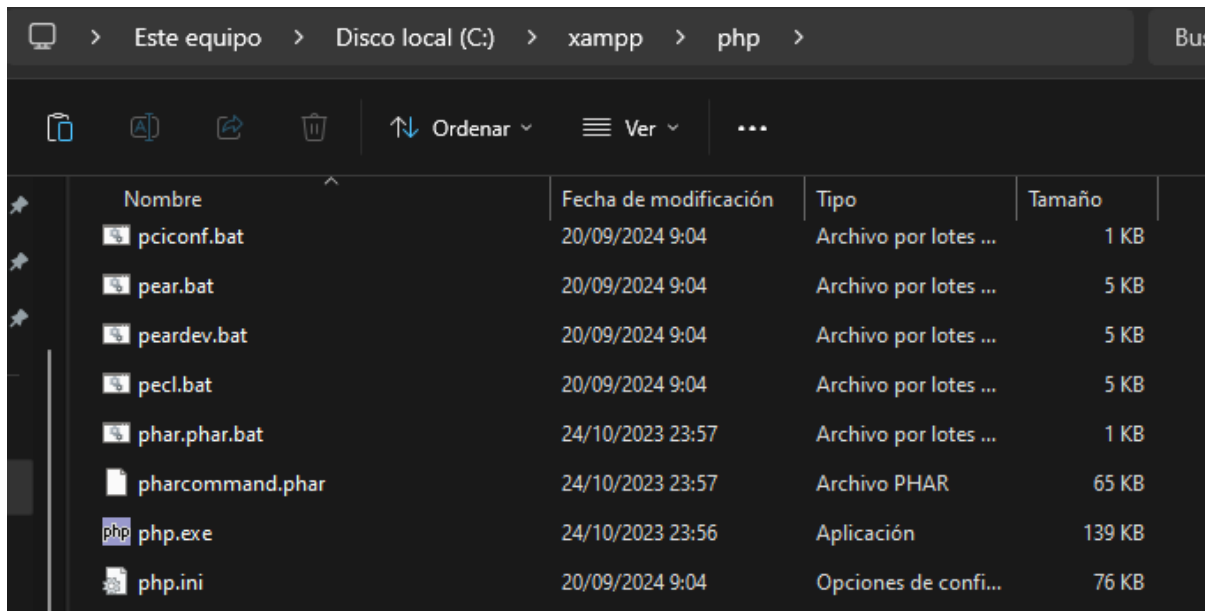 Este equipo > Disco local (C:) > xampp > php > Bus
Ordenar Ver ...
Nombre Fecha de modificación Tipo Tamaño
pciconf.bat 20/09/2024 9:04 Archivo por lotes ... 1 KB
pear.bat 20/09/2024 9:04 Archivo por lotes ... 5 KB
peardev.bat 20/09/2024 9:04 Archivo por lotes ... 5 KB
pecl.bat 20/09/2024 9:04 Archivo por lotes ... 5 KB
phar.phar.bat 24/10/2023 23:57 Archivo por lotes ... 1 KB
pharcommand.phar 24/10/2023 23:57 Archivo PHAR 65 KB
php php.exe 24/10/2023 23:56 Aplicación 139 KB
php.ini 20/09/2024 9:04 Opciones de confi... 76 KB